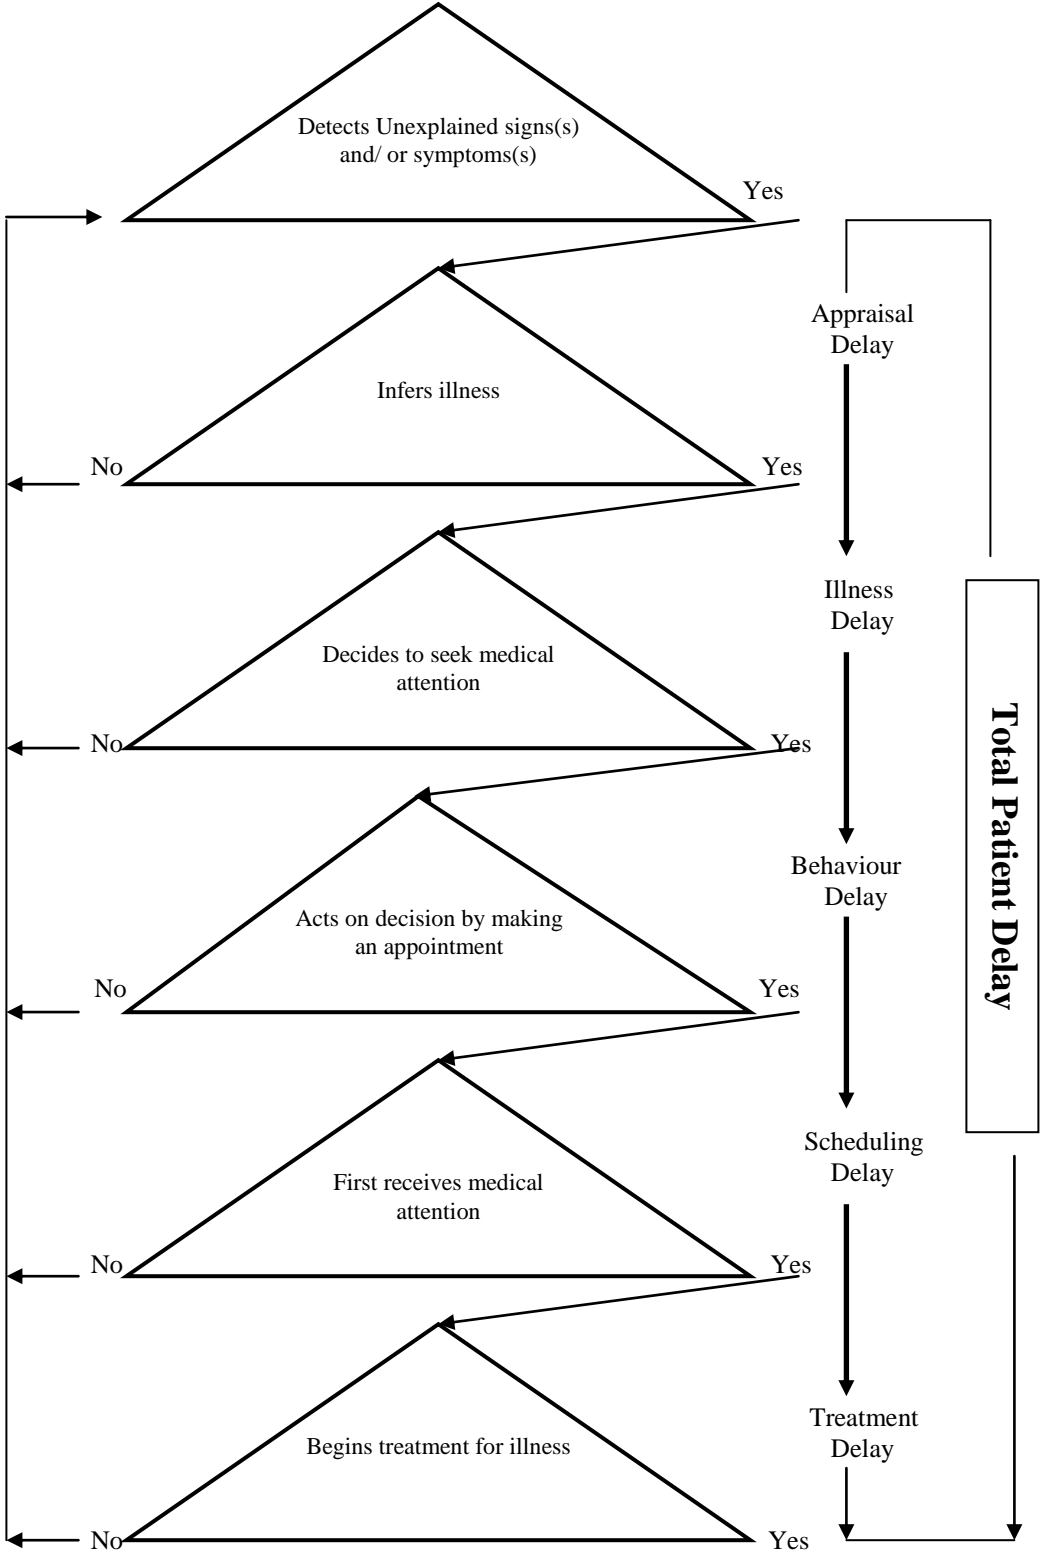 Detects Unexplained signs(s)
and/ or symptoms(s)
Yes
Appraisal
Delay
Infers illness
No
Yes
Illness
Delay
Decides to seek medical
attention
No
Yes
Total Patient Delay
Behaviour
Delay
Acts on decision by making
an appointment
No
Yes
Scheduling
Delay
First receives medical
attention
No
Yes
Treatment
Delay
Begins treatment for illness
No
Yes